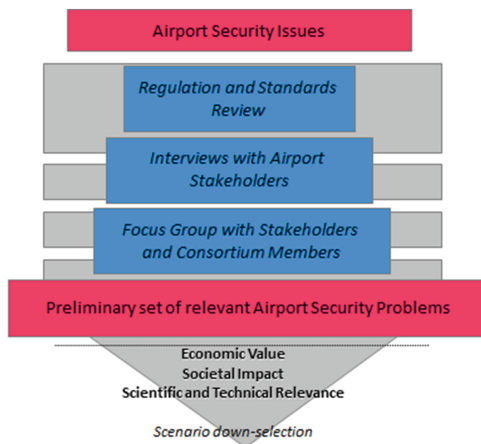 Airport Security Issues
Regulation and Standards
Review
Interviews with Airport
Stakeholders
Focus Group with Stakeholders
and Consortium Members
Preliminary set of relevant Airport Security Problems
Economic Value
Societal Impact
Scientific and Technical Relevance
Scenario down-selection